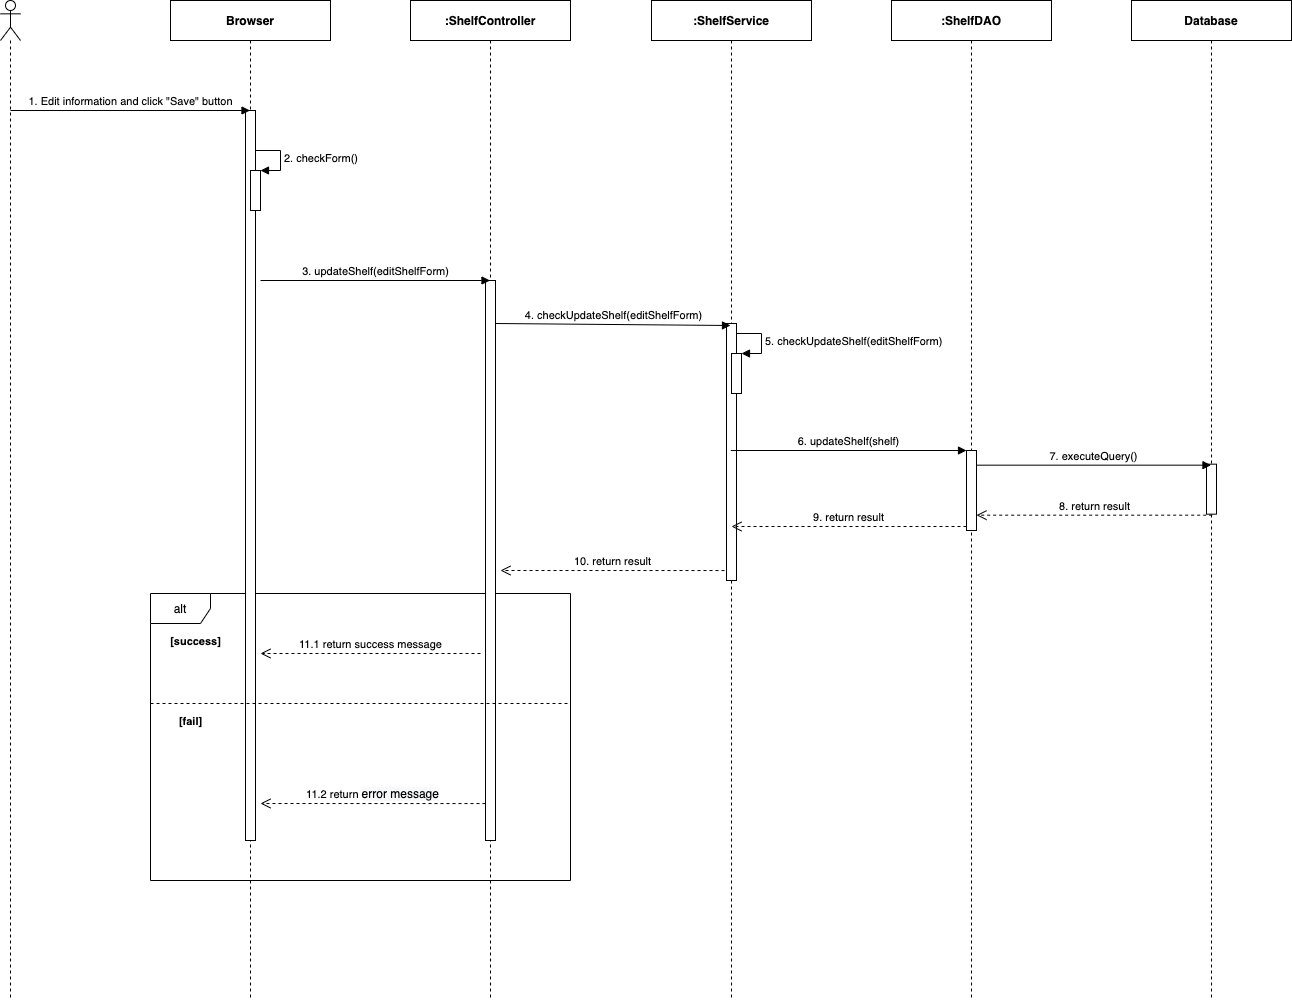 Browser
:ShelfController
:ShelfService
:ShelfDAO
Database
1. Edit information and click "Save" button
2. checkForm()
3. updateShelf(editShelfForm)
4. checkUpdateShelf(editShelfForm)
5. checkUpdateShelf(editShelfForm)
6. updateShelf(shelf)
7. executeQuery()
8. return result
9. return result
10. return result
alt
[success]
11.1 return success message
[fail]
11.2 return error message